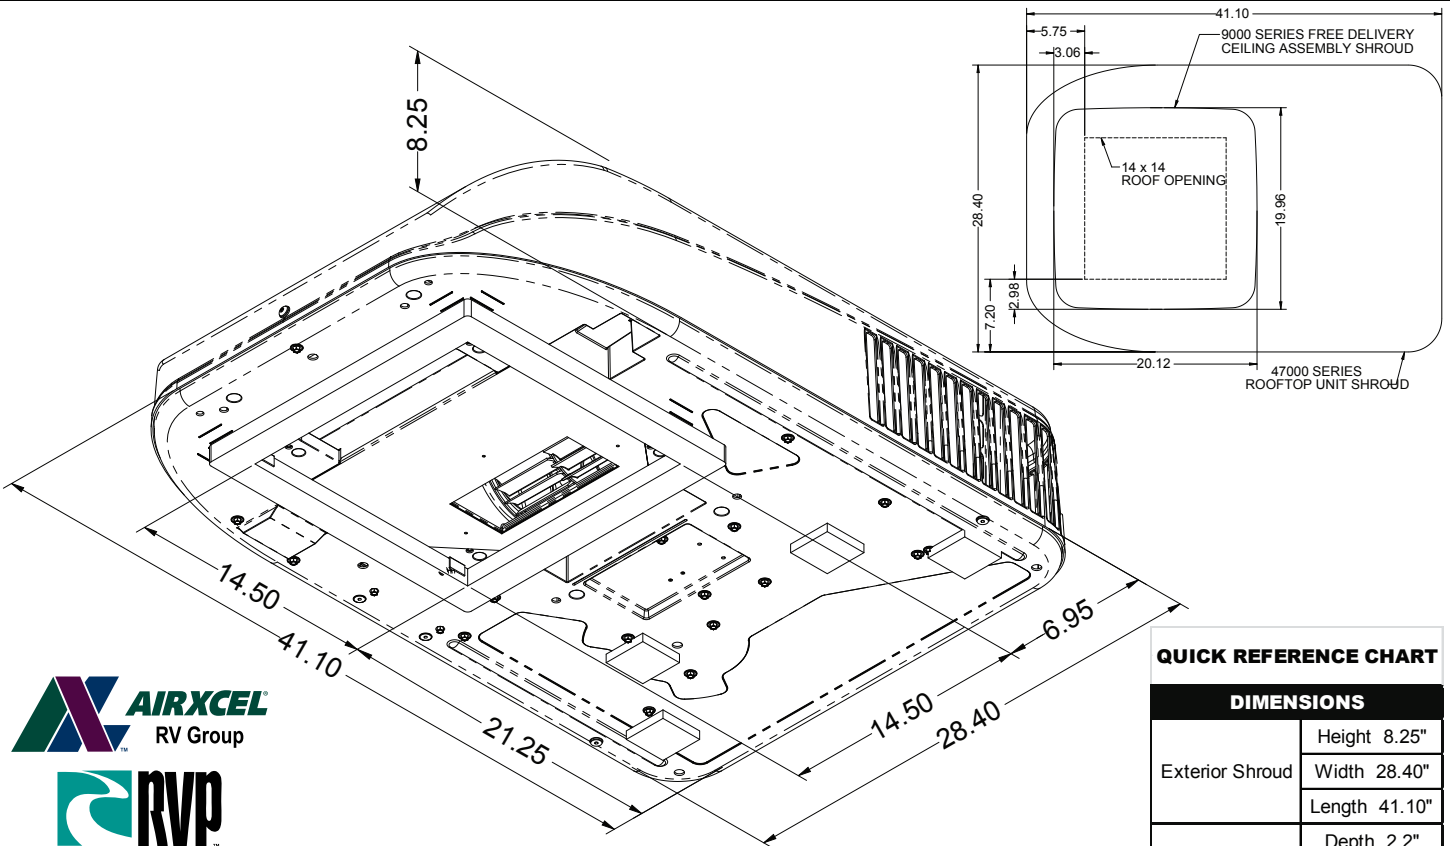 41.10
5.75
9000 SERIES FREE DELIVERY
CEILING ASSEMBLY SHROUD
3.06
8.25
14 x 14
ROOF OPENING
28.40
19.96
2.98
7.20
20.12
47000 SERIES
ROOFTOP UNIT SHROUD
14.50
41.10
21.25
6.95
14.50
28.40
AIRXCEL®
RV Group
™
RVP
™
QUICK REFERENCE CHART
DIMENSIONS
Exterior Shroud
Height 8.25"
Width 28.40"
Length 41.10"
Depth 2.2"